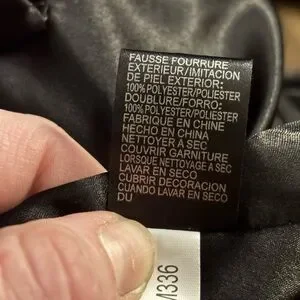 FAUSSE FOURRURE
EXTERIEUR/IMITACION
DE PIEL EXTERIOR:
100% POLYESTER/POLIESTER
DOUBLURE/FORRO:
100% POLYESTER/POLIESTER
FABRIQUE EN CHINE
HECHO EN CHINA
NETTOYER A SEC
COUVRIR GARNITURE
LORSQUE NETTOYAGE A SEC
LAVAR EN SECO
CUBRIR DECORACION
CUANDO LAVAR EN SECO
DU
M336